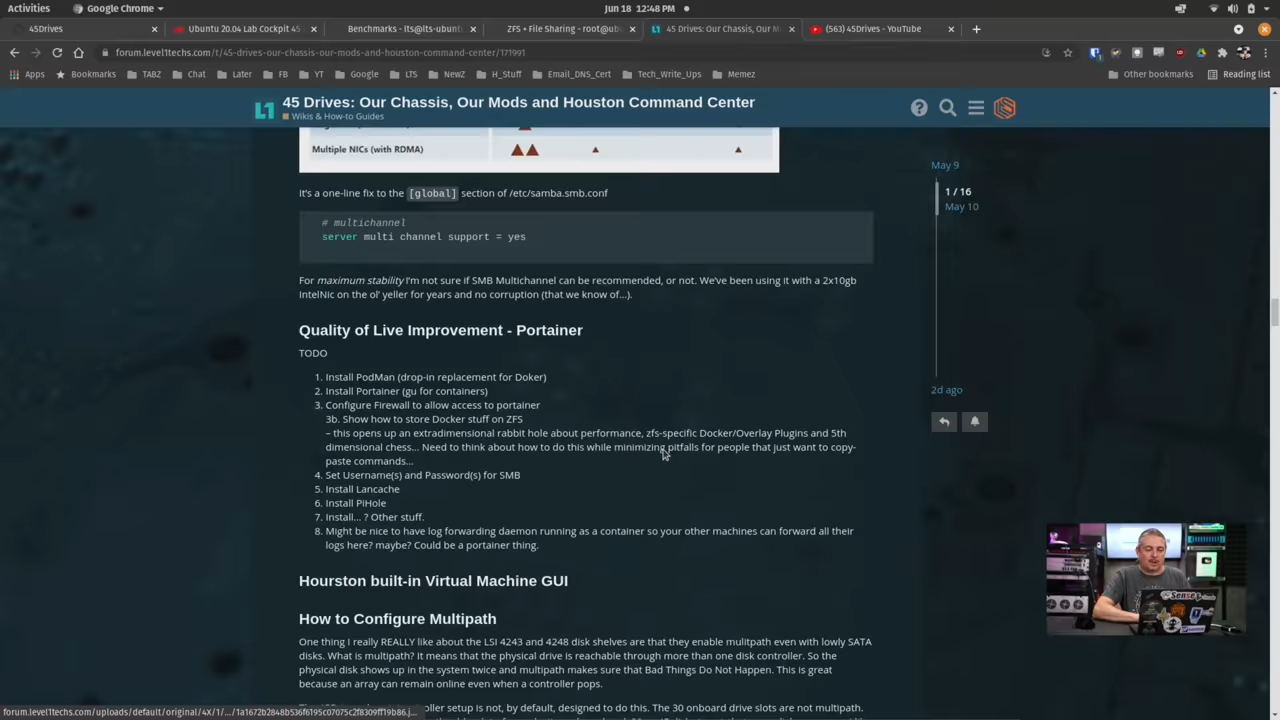 Activities
Google Chrome
Jun 18 12:48 PM
45Drives
Ubuntu 20.04 Lab Cockpit 45
Benchmarks - lts@lts-ubuntu
ZFS + File Sharing - root@ub
45 Drives: Our Chassis, Our M
(563) 45Drives - YouTube
forum.level1techs.com/t/45-drives-our-chassis-our-mods-and-houston-command-center/171991
Apps
Bookmarks
TABZ
Chat
Later
FB
YT
Google
LTS
NewZ
H_Stuff
Email_DNS_Cert
Tech_Write_Ups
Memez
Other bookmarks
Reading list
45 Drives: Our Chassis, Our Mods and Houston Command Center
Wikis & How-to Guides
Multiple NICs (with RDMA)
It's a one-line fix to the [global] section of /etc/samba.smb.conf
# multichannel
server multi channel support = yes
For maximum stability I'm not sure if SMB Multichannel can be recommended, or not. We've been using it with a 2x10gb
IntelNic on the ol' yeller for years and no corruption (that we know of...).
Quality of Live Improvement - Portainer
TODO
1. Install PodMan (drop-in replacement for Doker)
2. Install Portainer (gu for containers)
3. Configure Firewall to allow access to portainer
3b. Show how to store Docker stuff on ZFS
– this opens up an extradimensional rabbit hole about performance, zfs-specific Docker/Overlay Plugins and 5th
dimensional chess... Need to think about how to do this while minimizing pitfalls for people that just want to copy-
paste commands...
4. Set Username(s) and Password(s) for SMB
5. Install Lancache
6. Install PiHole
7. Install... ? Other stuff.
8. Might be nice to have log forwarding daemon running as a container so your other machines can forward all their
logs here? maybe? Could be a portainer thing.
Hourston built-in Virtual Machine GUI
How to Configure Multipath
One thing I really REALLY like about the LSI 4243 and 4248 disk shelves are that they enable mulitpath even with lowly SATA
disks. What is multipath? It means that the physical drive is reachable through more than one disk controller. So the
physical disk shows up in the system twice and multipath makes sure that Bad Things Do Not Happen. This is great
because an array can remain online even when a controller pops.
May 9
1 / 16
May 10
2d ago
forum.level1techs.com/uploads/default/original/4X/1/.../1a1672b2848b536f6195c07075c2f8309ff19b86.j...